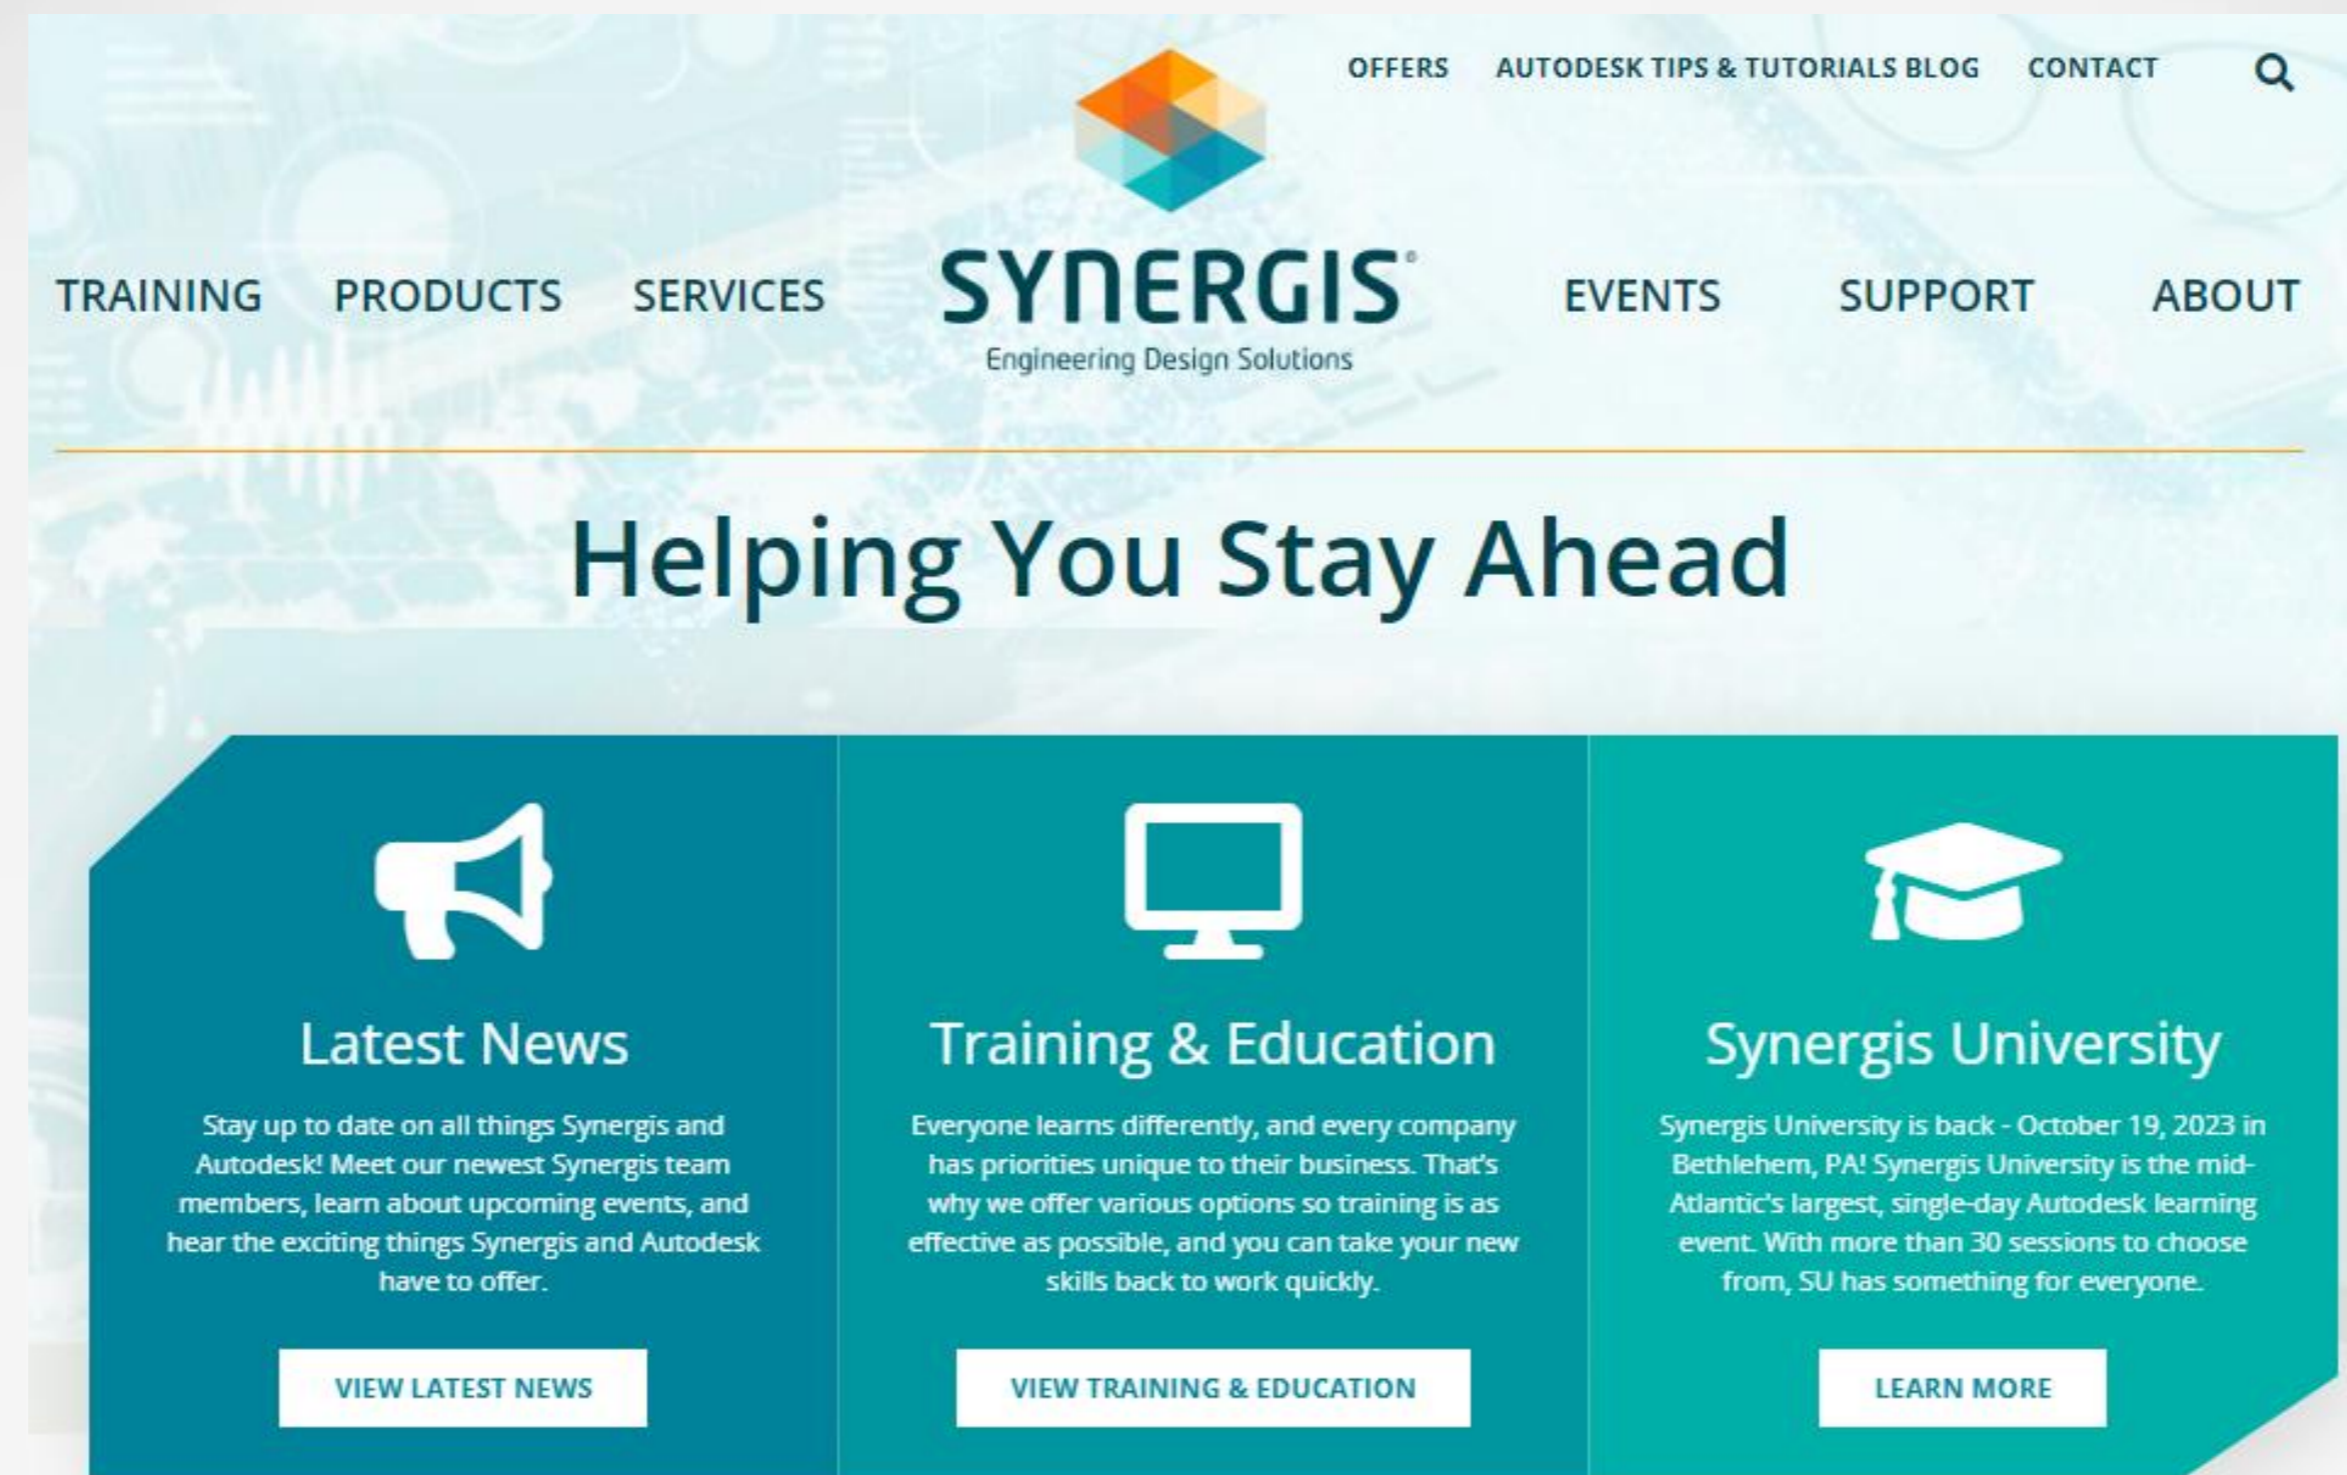 OFFERS AUTODESK TIPS & TUTORIALS BLOG CONTACT
TRAINING PRODUCTS SERVICES
SYNERGIS®
Engineering Design Solutions
EVENTS SUPPORT ABOUT
Helping You Stay Ahead
Latest News
Stay up to date on all things Synergis and
Autodesk! Meet our newest Synergis team
members, learn about upcoming events, and
hear the exciting things Synergis and Autodesk
have to offer.
VIEW LATEST NEWS
Training & Education
Everyone learns differently, and every company
has priorities unique to their business. That's
why we offer various options so training is as
effective as possible, and you can take your new
skills back to work quickly.
VIEW TRAINING & EDUCATION
Synergis University
Synergis University is back - October 19, 2023 in
Bethlehem, PA! Synergis University is the mid-
Atlantic's largest, single-day Autodesk learning
event. With more than 30 sessions to choose
from, SU has something for everyone.
LEARN MORE